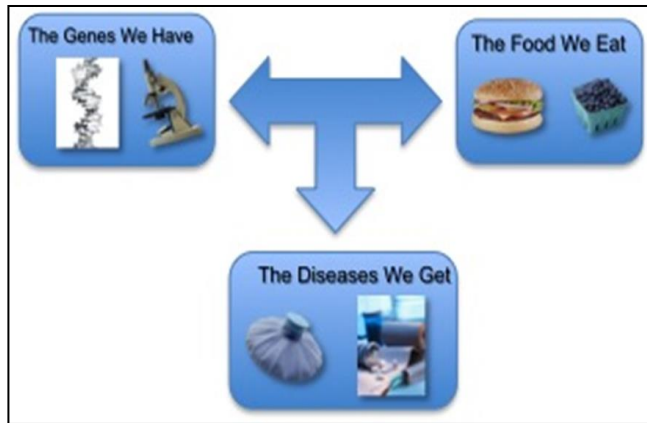 The Genes We Have
The Food We Eat
The Diseases We Get